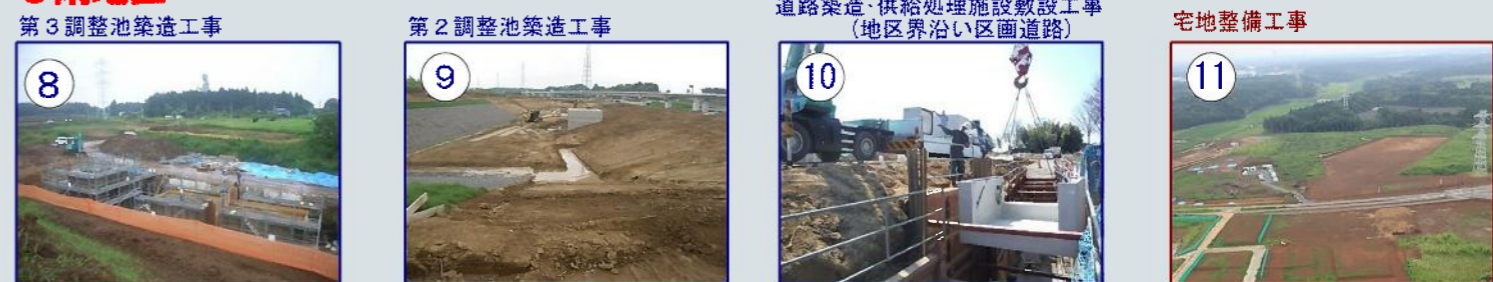 第３調整池築造工事
第２調整池築造工事
道路築造・供給処理施設敷設工事
(地区界沿い区画道路)
宅地整備工事
8
9
10
11